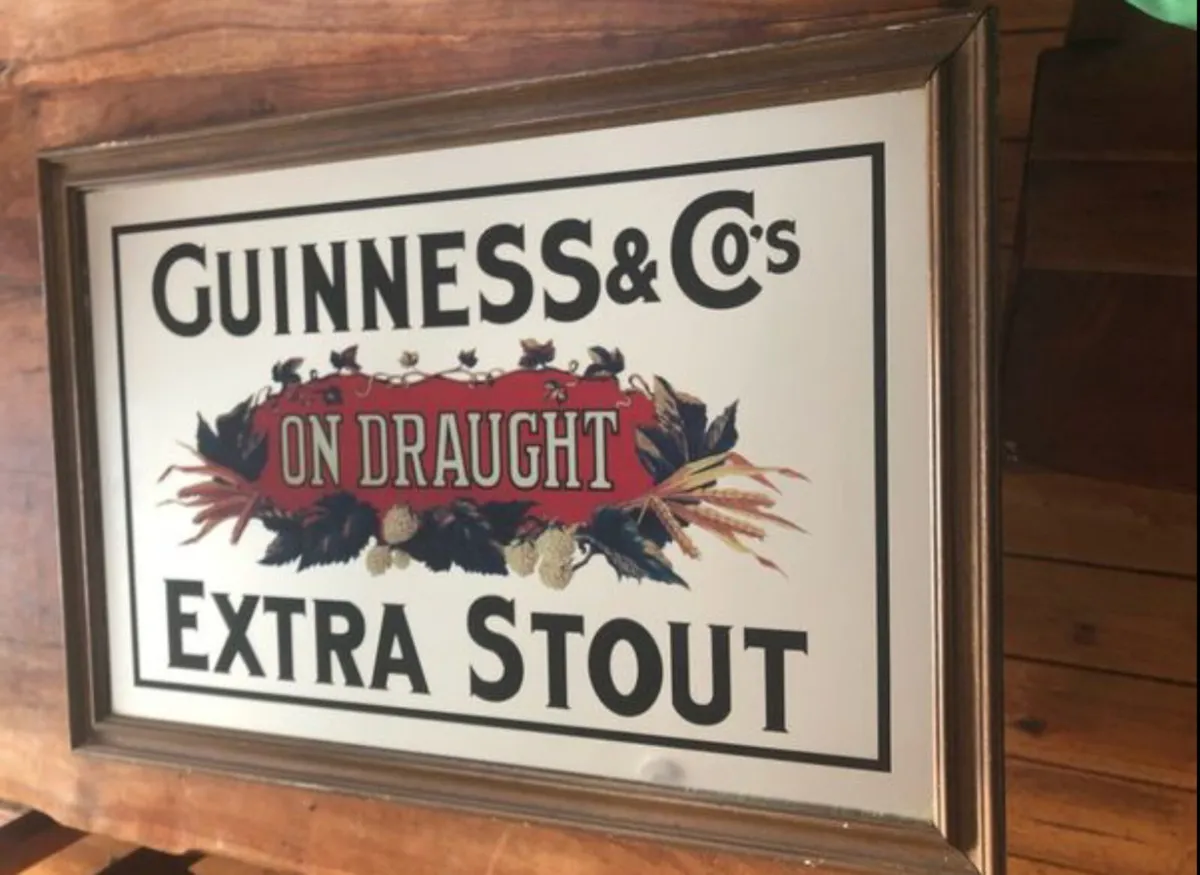 GUINNESS & Co's
ON DRAUGHT
EXTRA STOUT